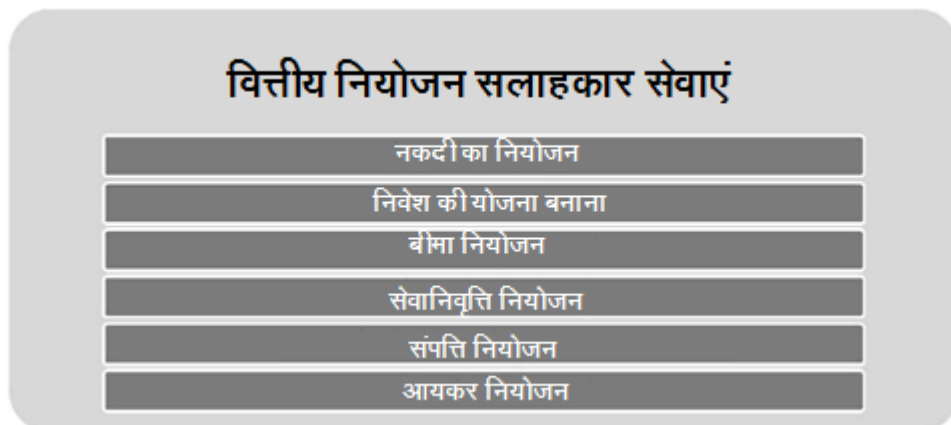 वित्तीय नियोजन सलाहकार सेवाएं
नकदी का नियोजन
निवेश की योजना बनाना
बीमा नियोजन
सेवानिवृत्ति नियोजन
संपत्ति नियोजन
आयकर नियोजन